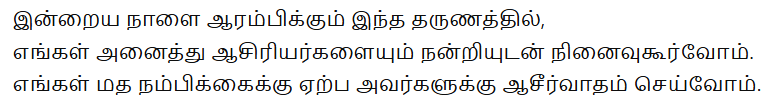 இன்றைய நாளை ஆரம்பிக்கும் இந்த தருணத்தில்,
எங்கள் அனைத்து ஆசிரியர்களையும் நன்றியுடன் நினைவுகூர்வோம்.
எங்கள் மத நம்பிக்கைக்கு ஏற்ப அவர்களுக்கு ஆசீர்வாதம் செய்வோம்.